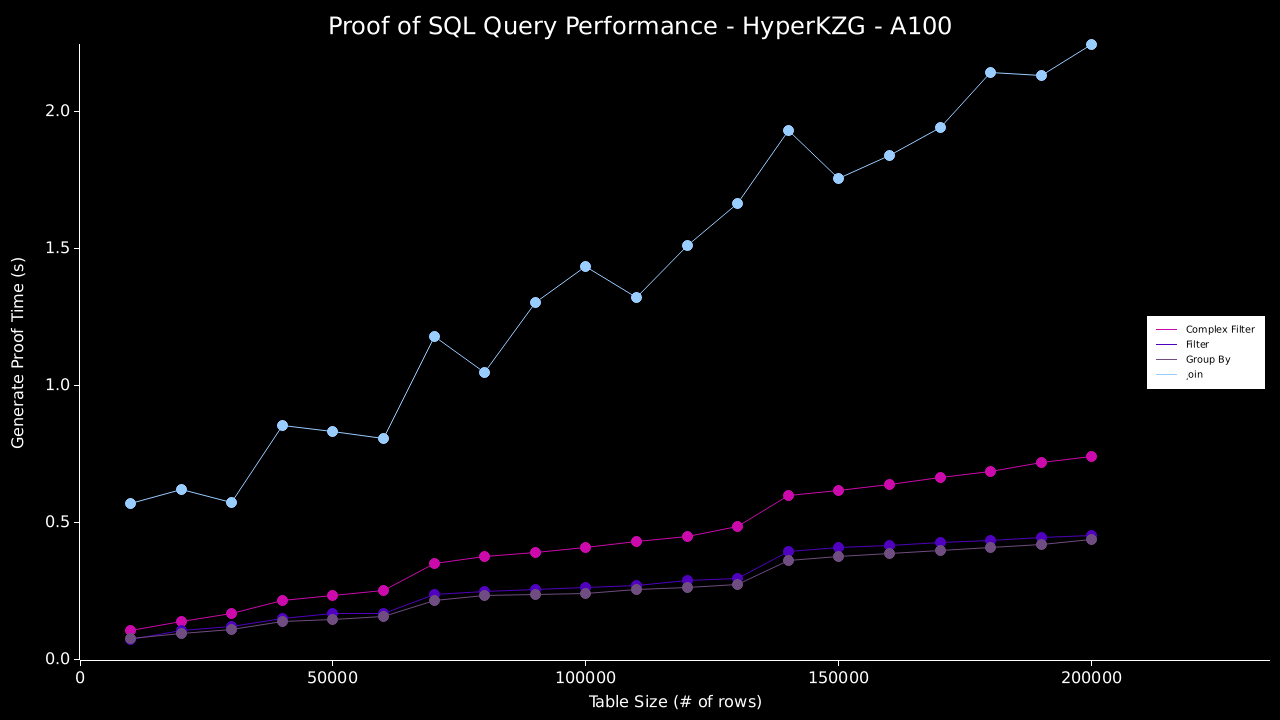 Proof of SQL Query Performance - HyperKZG - A100
Generate Proof Time (s)
2.0
1.5
1.0
0.5
0.0
0
50000
100000
150000
200000
Table Size (# of rows)
Complex Filter
Filter
Group By
Join